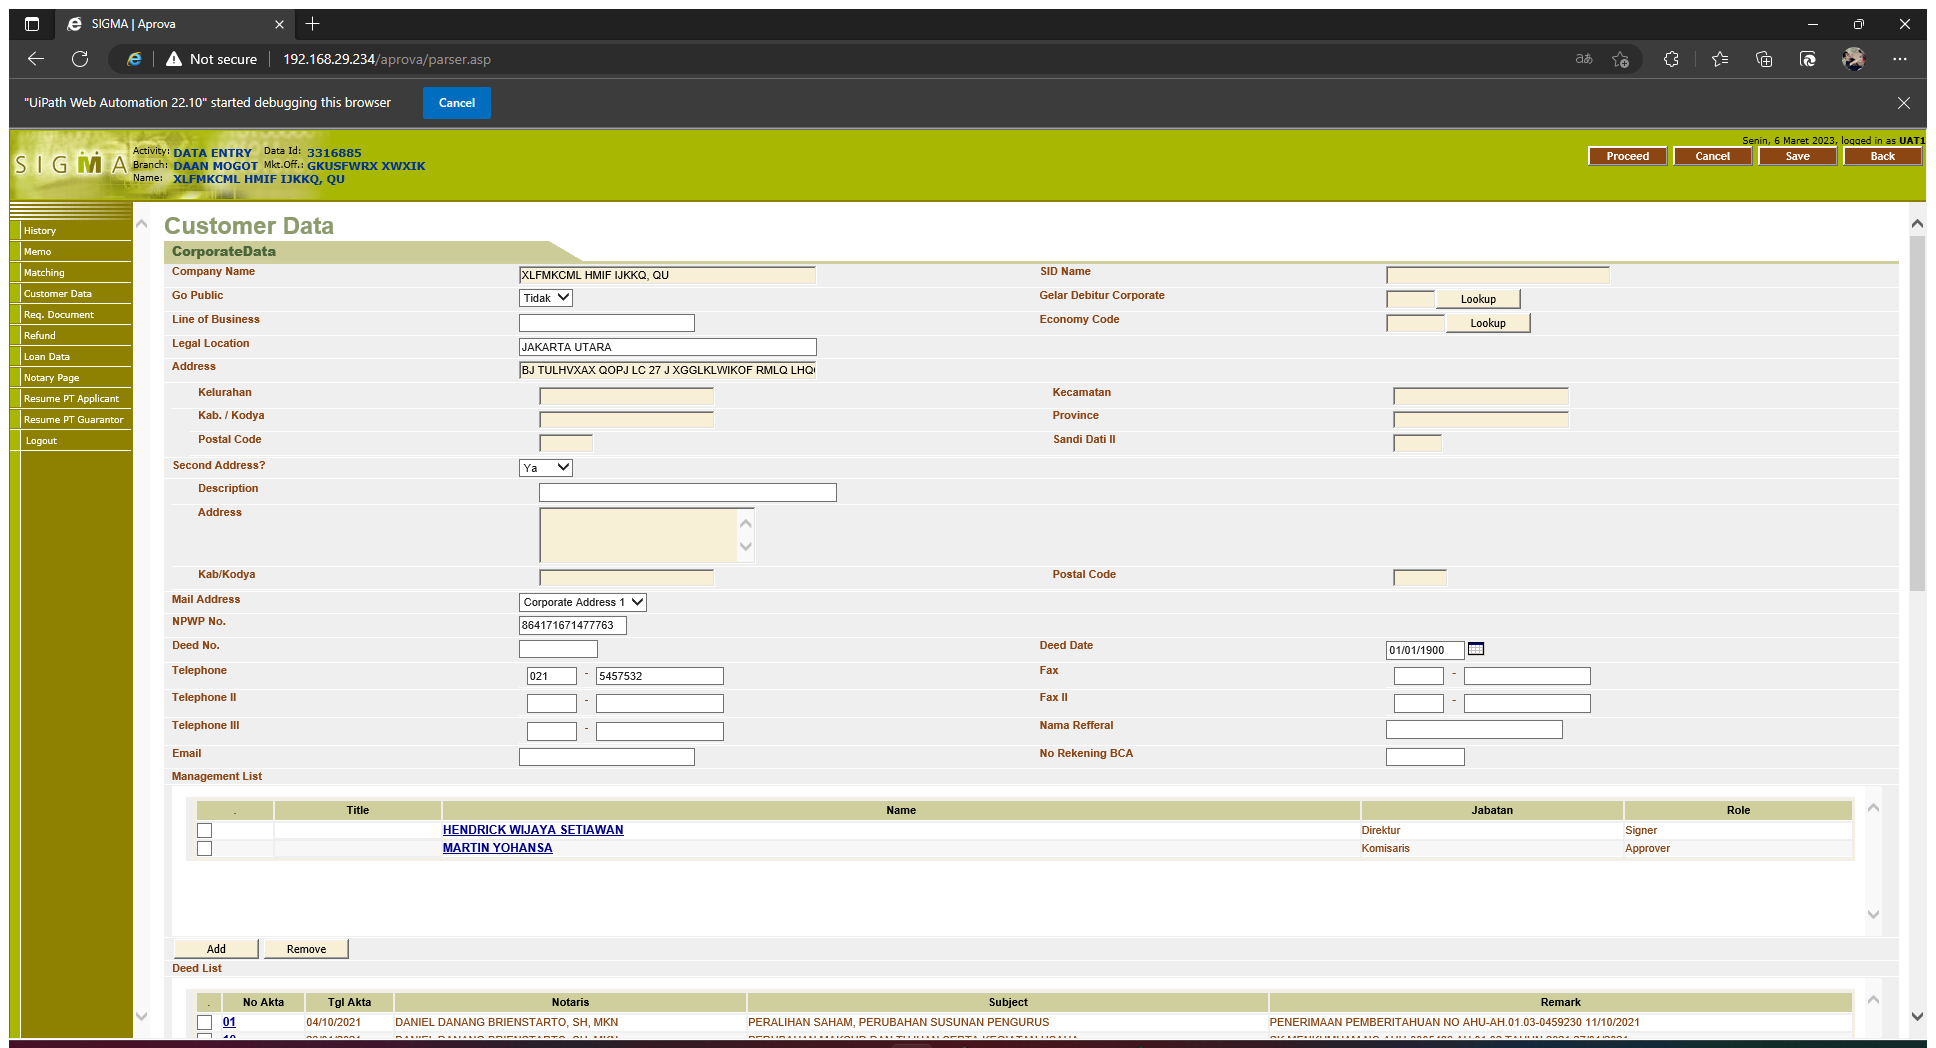 SIGMA | Aprova
Not secure 192.168.29.234/aprova/parser.asp
"UiPath Web Automation 22.10" started debugging this browser Cancel
Senin, 6 Maret 2023, logged in as UAT1
SIGMA
Activity: DATA ENTRY Data Id: 3316885
Branch: DAAN MOGOT Mkt.Off.: GKUSFWRX XWXIK
Name: XLFMKCML HMIF IJKKQ, QU
Proceed Cancel Save Back
History
Memo
Matching
Customer Data
Req. Document
Refund
Loan Data
Notary Page
Resume PT Applicant
Resume PT Guarantor
Logout
Customer Data
CorporateData
Company Name XLFMKCML HMIF IJKKQ, QU SID Name
Go Public Tidak Gelar Debitur Corporate Lookup
Line of Business Economy Code Lookup
Legal Location JAKARTA UTARA
Address BJ TULHVXAX QOPJ LC 27 J XGGLKLWIKOF RMLQ
Kelurahan Kecamatan
Kab. / Kodya Province
Postal Code Sandi Dati II
Second Address? Ya
Description
Address
Kab/Kodya Postal Code
Mail Address Corporate Address 1
NPWP No. 864171671477763
Deed No. Deed Date 01/01/1900
Telephone 021 - 5457532 Fax -
Telephone II - Fax II -
Telephone III - Nama Refferal
Email No Rekening BCA
Management List
. Title Name Jabatan Role
HENDRICK WIJAYA SETIAWAN Direktur Signer
MARTIN YOHANSA Komisaris Approver
Add Remove
Deed List
. No Akta Tgl Akta Notaris Subject Remark
01 04/10/2021 DANIEL DANANG BRIENSTARTO, SH, MKN PERALIHAN SAHAM, PERUBAHAN SUSUNAN PENGURUS PENERIMAAN PEMBERITAHUAN NO AHU-AH.01.03-0459230 11/10/2021